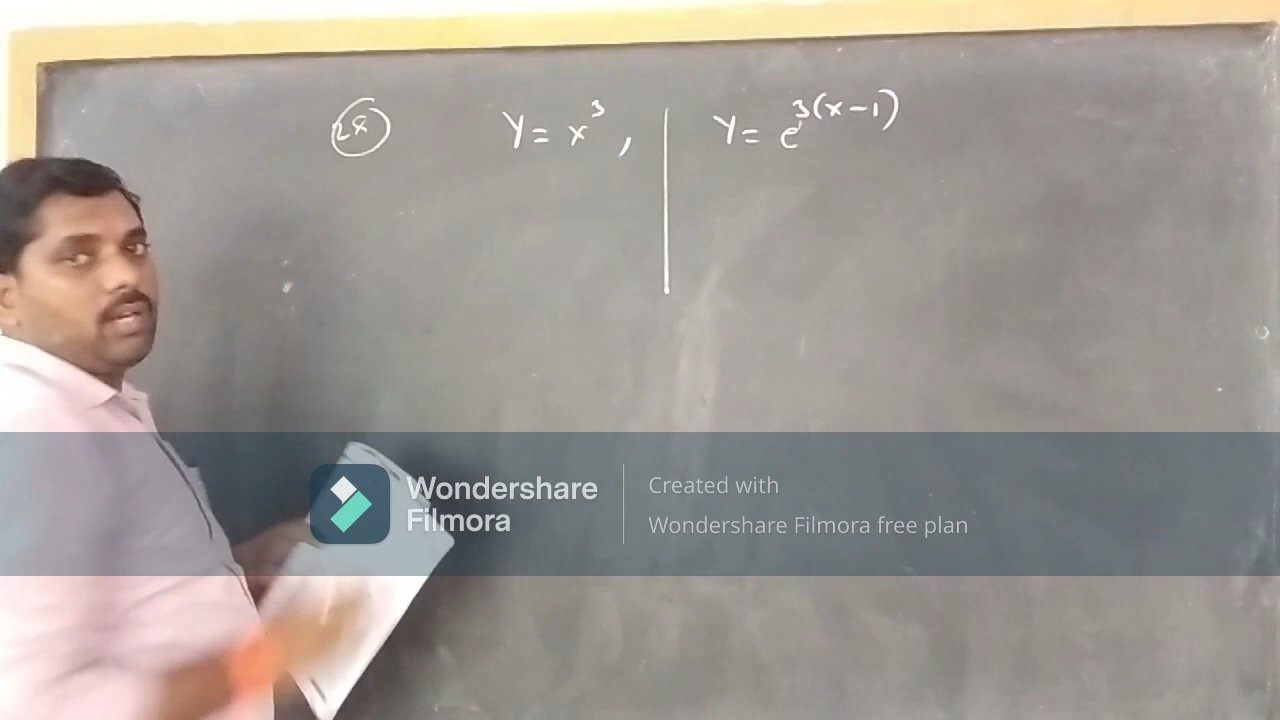 28 y = x³, | y = e^3(x-1)
Wondershare
Filmora
Created with
Wondershare Filmora free plan